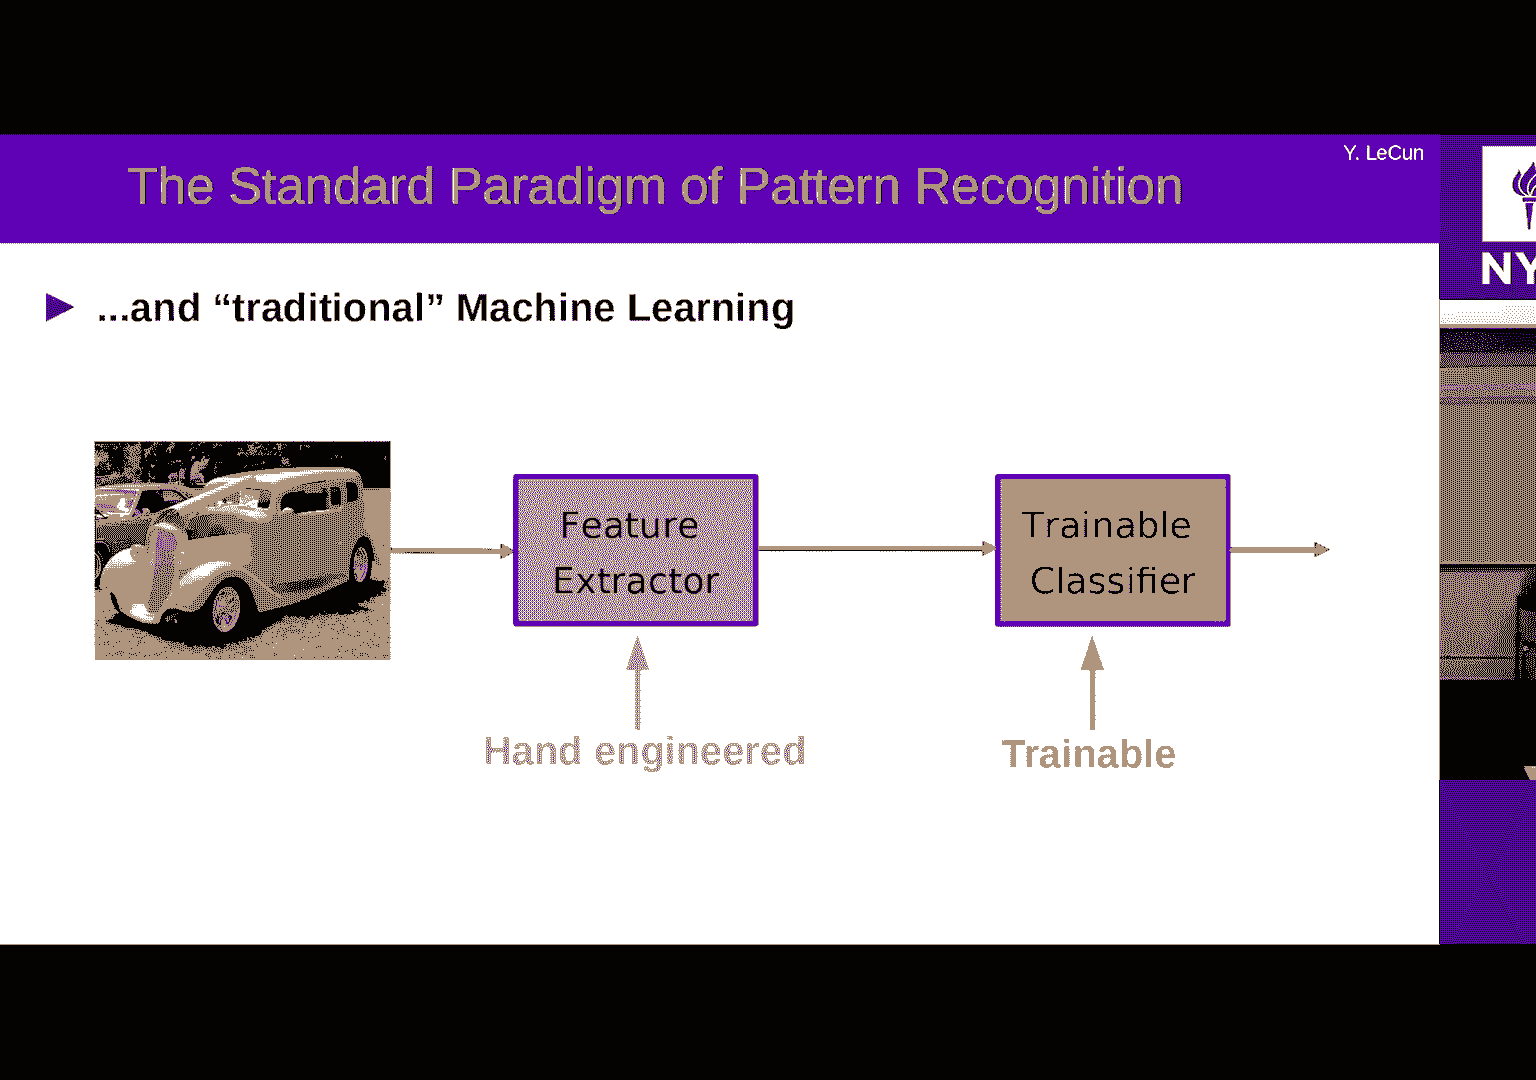 Y. LeCun
The Standard Paradigm of Pattern Recognition
...and “traditional” Machine Learning
Feature
Extractor
Trainable
Classifier
Hand engineered
Trainable
NY